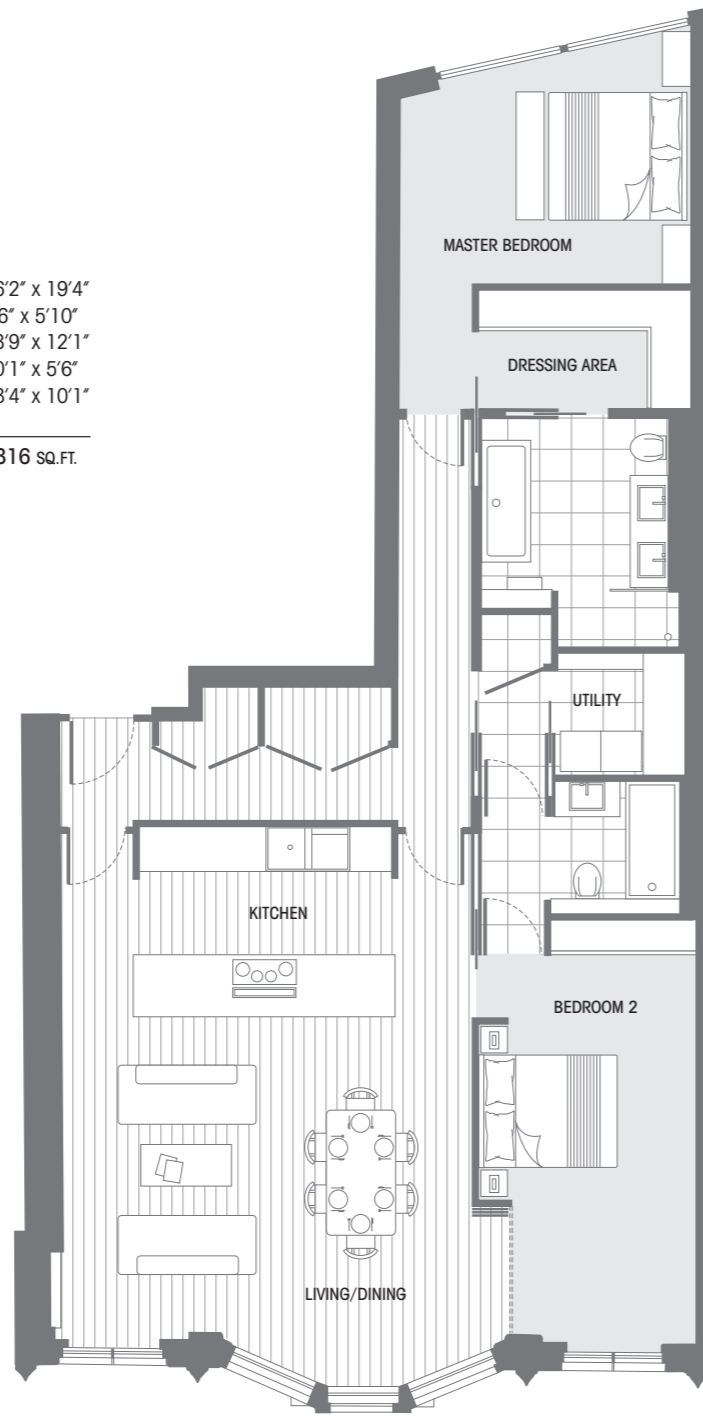 6'2" x 19'4"
6" x 5'10"
3'9" x 12'1"
0'1" x 5'6"
3'4" x 10'1"
316 SQ.FT.
MASTER BEDROOM
DRESSING AREA
UTILITY
KITCHEN
BEDROOM 2
LIVING/DINING